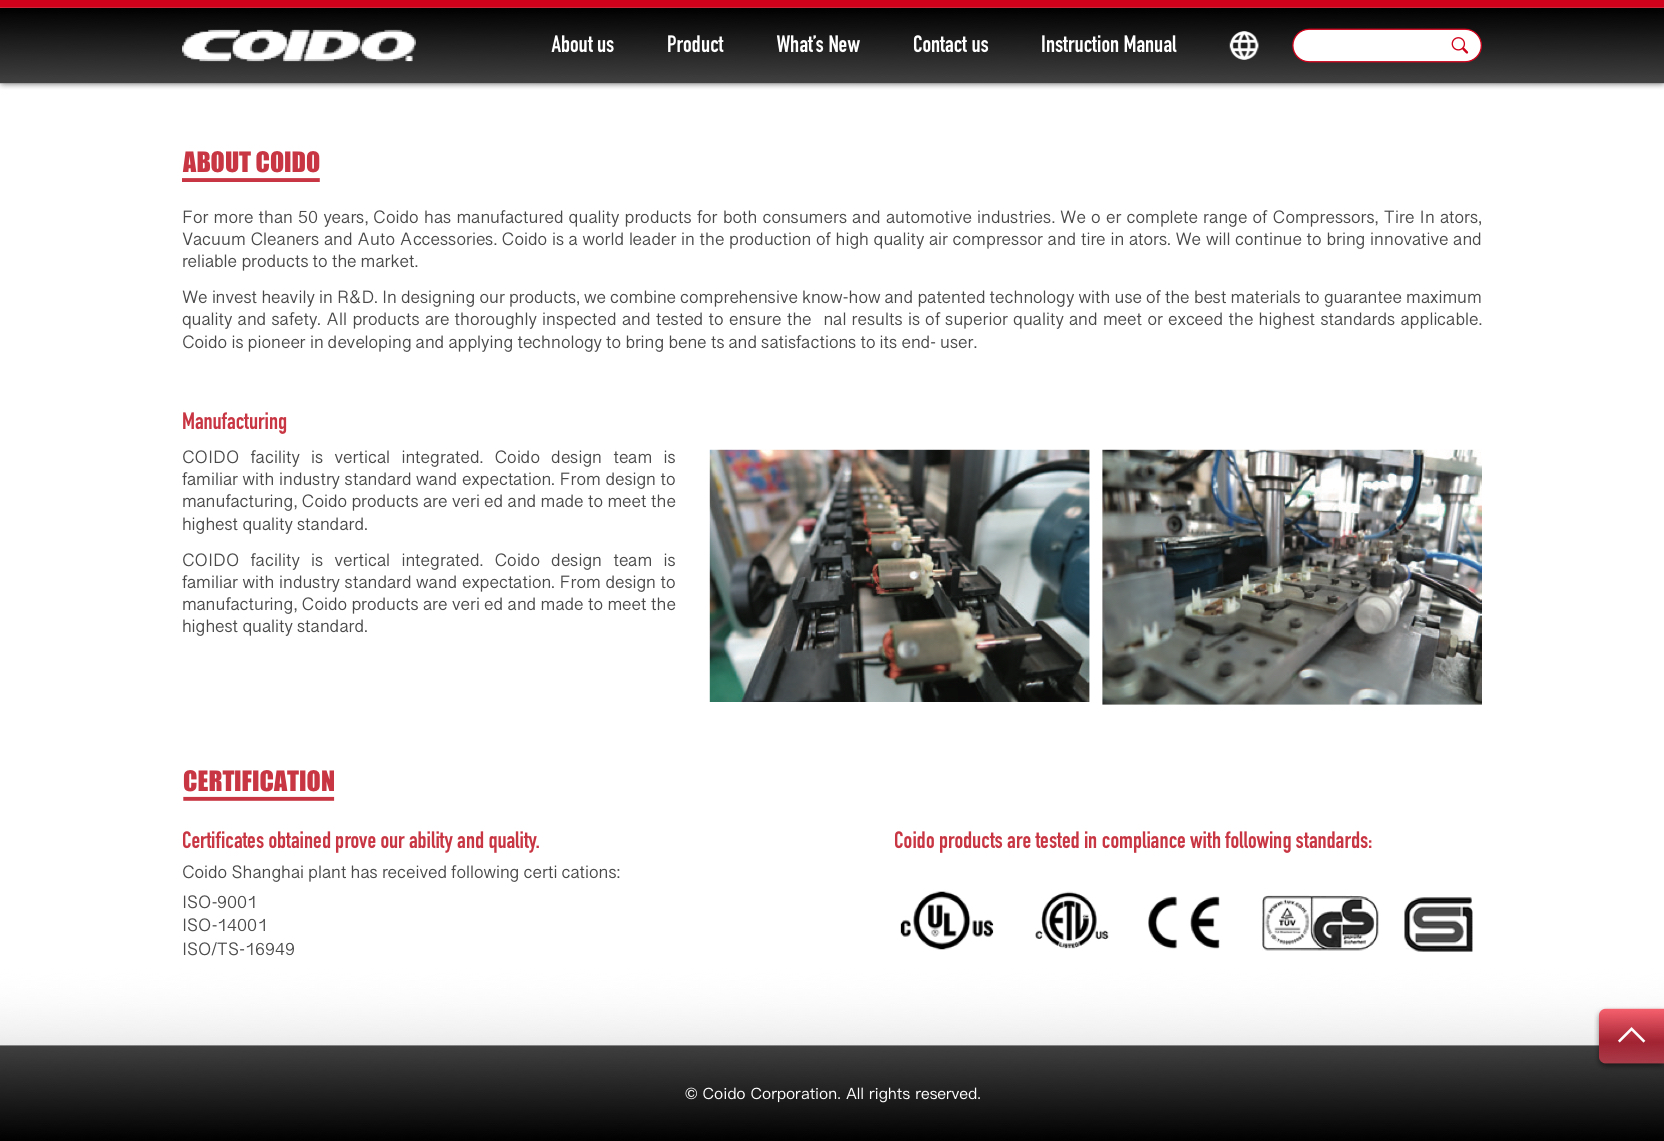 COIDO.
About us
Product
What's New
Contact us
Instruction Manual
ABOUT COIDO
For more than 50 years, Coido has manufactured quality products for both consumers and automotive industries. We o er complete range of Compressors, Tire In ators,
Vacuum Cleaners and Auto Accessories. Coido is a world leader in the production of high quality air compressor and tire in ators. We will continue to bring innovative and
reliable products to the market.
We invest heavily in R&D. In designing our products, we combine comprehensive know-how and patented technology with use of the best materials to guarantee maximum
quality and safety. All products are thoroughly inspected and tested to ensure the nal results is of superior quality and meet or exceed the highest standards applicable.
Coido is pioneer in developing and applying technology to bring bene ts and satisfactions to its end- user.
Manufacturing
COIDO facility is vertical integrated. Coido design team is
familiar with industry standard wand expectation. From design to
manufacturing, Coido products are veri ed and made to meet the
highest quality standard.
COIDO facility is vertical integrated. Coido design team is
familiar with industry standard wand expectation. From design to
manufacturing, Coido products are veri ed and made to meet the
highest quality standard.
CERTIFICATION
Certificates obtained prove our ability and quality.
Coido Shanghai plant has received following certi cations:
ISO-9001
ISO-14001
ISO/TS-16949
Coido products are tested in compliance with following standards:
C UL US
C ETL LISTED US
CE
TUV GS geprüfte Sicherheit
© Coido Corporation. All rights reserved.